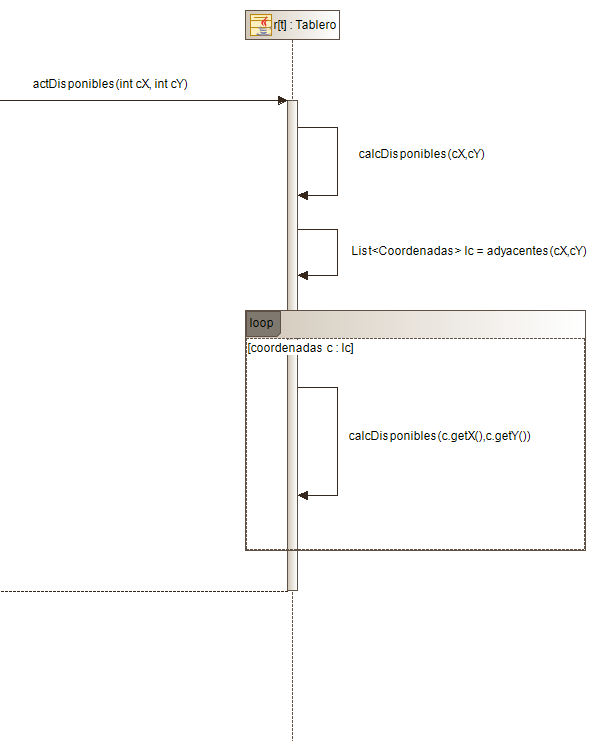 r[t] : Tablero
actDisponibles(int cX, int cY)
calcDisponibles(cX,cY)
List<Coordenadas> lc = adyacentes(cX,cY)
loop
[coordenadas c : lc]
calcDisponibles(c.getX(),c.getY())